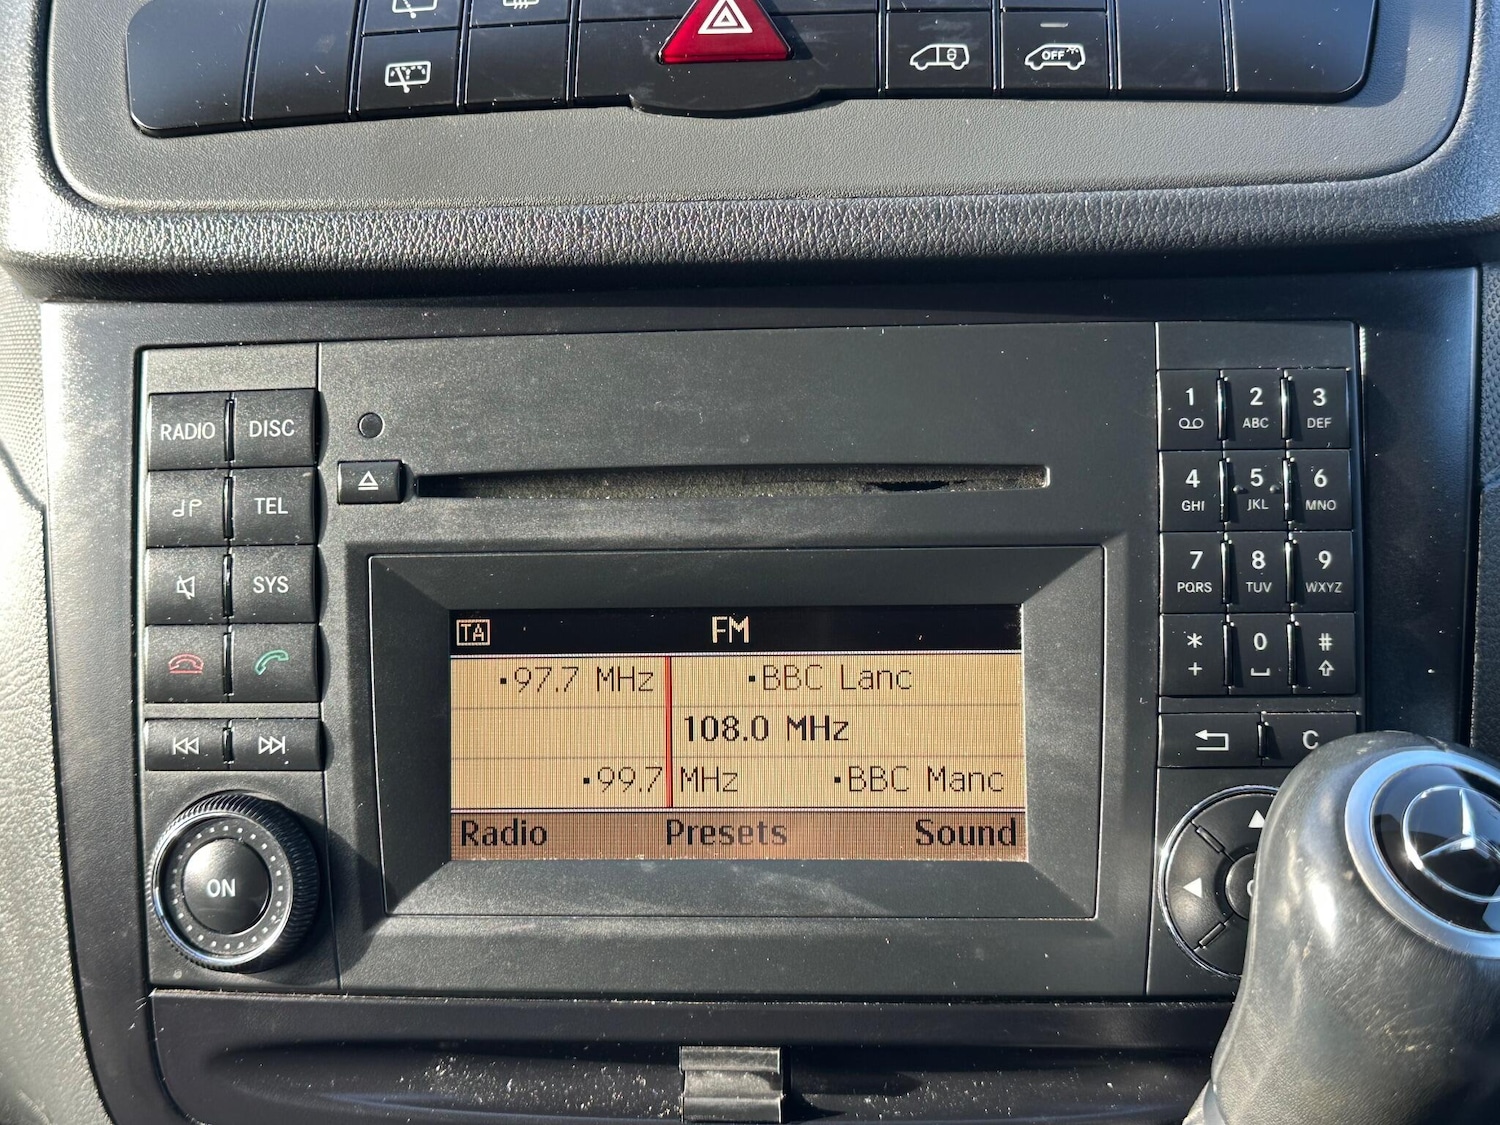 OFF
RADIO DISC
TEL
SYS
ON
TA FM
97.7 MHz BBC Lanc
108.0 MHz
99.7 MHz BBC Manc
Radio Presets Sound
1 2 3
ABC DEF
4 5 6
GHI JKL MNO
7 8 9
PQRS TUV WXYZ
* 0 #
+
C